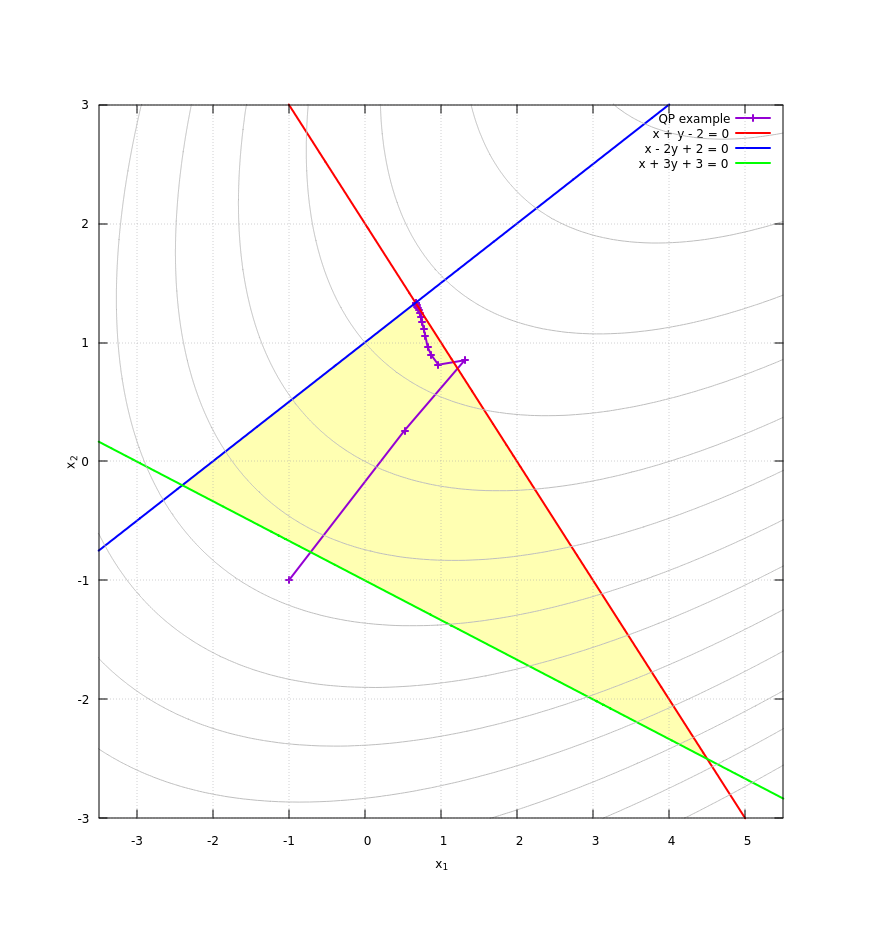 QP example
x + y - 2 = 0
x - 2y + 2 = 0
x + 3y + 3 = 0
3
2
1
0
-1
-2
-3
x2
-3 -2 -1 0 1 2 3 4 5
x1